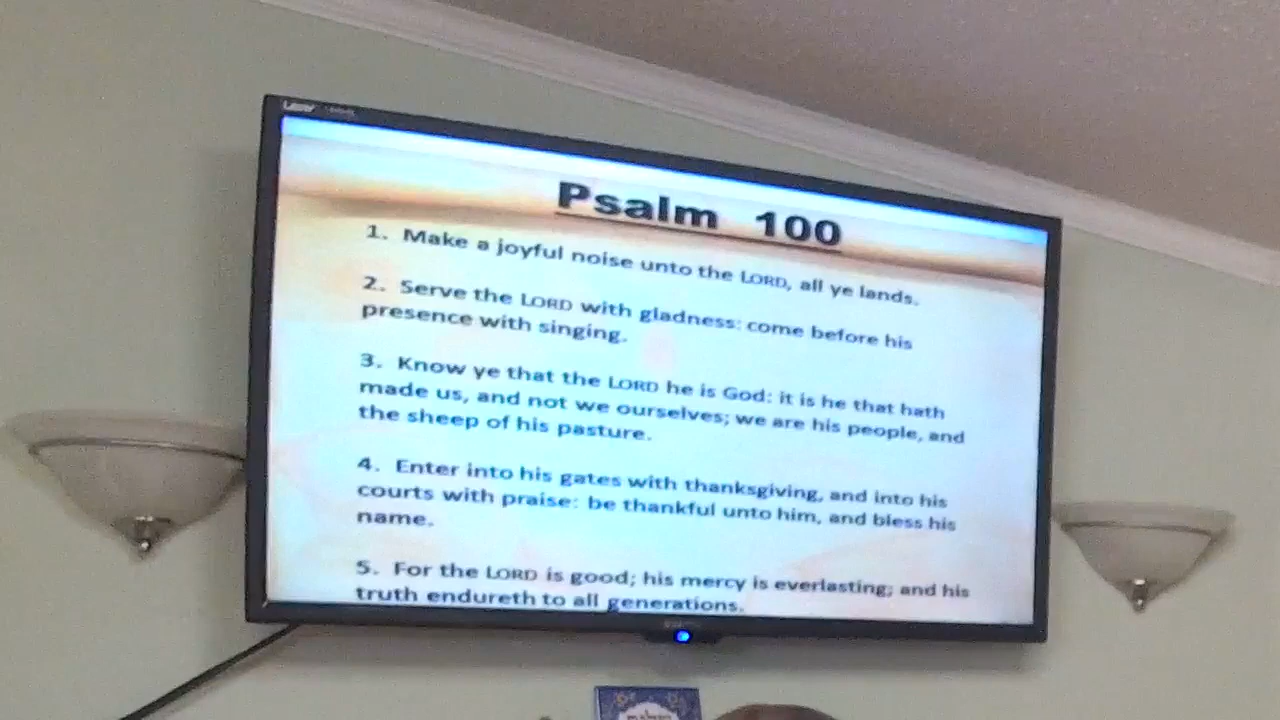 Psalm 100
1. Make a joyful noise unto the LORD, all ye lands.
2. Serve the LORD with gladness: come before his
presence with singing.
3. Know ye that the LORD he is God: it is he that hath
made us, and not we ourselves; we are his people, and
the sheep of his pasture.
4. Enter into his gates with thanksgiving, and into his
courts with praise: be thankful unto him, and bless his
name.
5. For the LORD is good; his mercy is everlasting; and his
truth endureth to all generations.